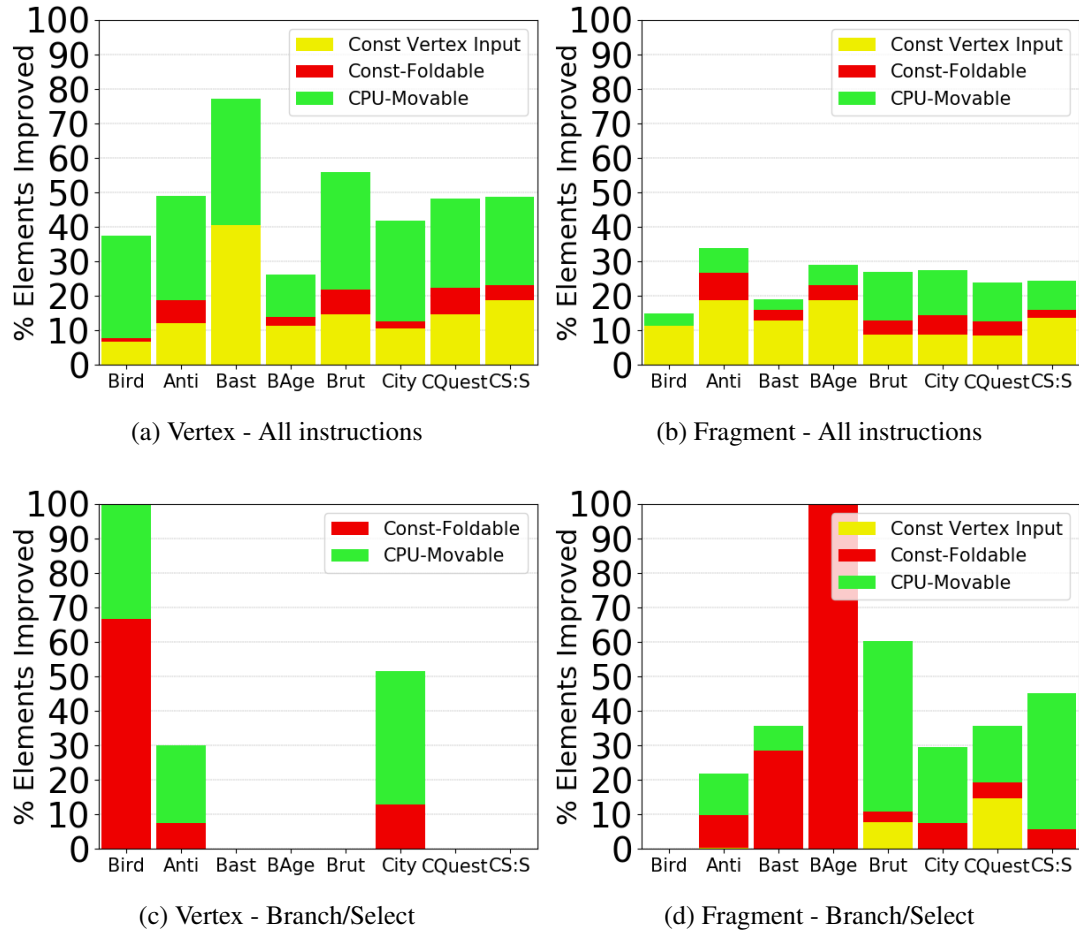 % Elements Improved
100
90
80
70
60
50
40
30
20
10
0
Const Vertex Input
Const-Foldable
CPU-Movable
Bird Anti Bast BAge Brut City CQuest CS:S
(a) Vertex - All instructions
% Elements Improved
100
90
80
70
60
50
40
30
20
10
0
Const Vertex Input
Const-Foldable
CPU-Movable
Bird Anti Bast BAge Brut City CQuest CS:S
(b) Fragment - All instructions
% Elements Improved
100
90
80
70
60
50
40
30
20
10
0
Const-Foldable
CPU-Movable
Bird Anti Bast BAge Brut City CQuest CS:S
(c) Vertex - Branch/Select
% Elements Improved
100
90
80
70
60
50
40
30
20
10
0
Const Vertex Input
Const-Foldable
CPU-Movable
Bird Anti Bast BAge Brut City CQuest CS:S
(d) Fragment - Branch/Select